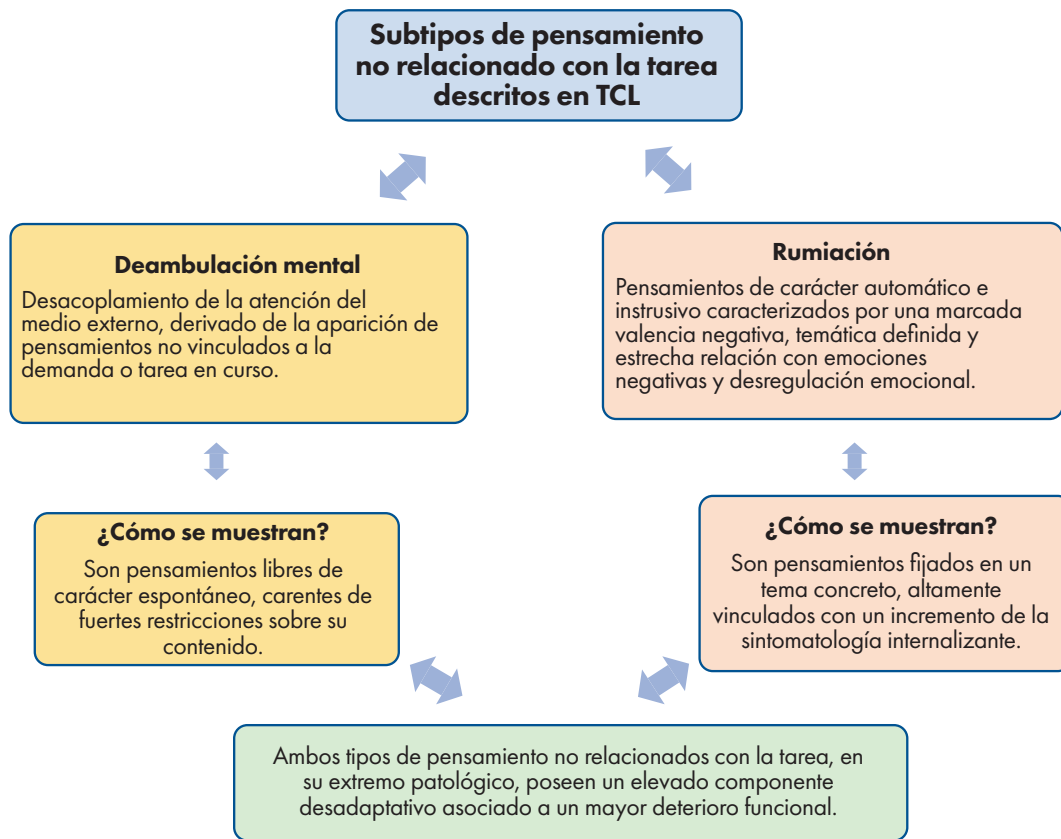 Subtipos de pensamiento
no relacionado con la tarea
descritos en TCL
Deambulación mental
Desacoplamiento de la atención del
medio externo, derivado de la aparición de
pensamientos no vinculados a la
demanda o tarea en curso.
Rumiación
Pensamientos de carácter automático e
instrusivo caracterizados por una marcada
valencia negativa, temática definida y
estrecha relación con emociones
negativas y desregulación emocional.
¿Cómo se muestran?
Son pensamientos libres de
carácter espontáneo, carentes de
fuertes restricciones sobre su
contenido.
¿Cómo se muestran?
Son pensamientos fijados en un
tema concreto, altamente
vinculados con un incremento de la
sintomatología internalizante.
Ambos tipos de pensamiento no relacionados con la tarea, en
su extremo patológico, poseen un elevado componente
desadaptativo asociado a un mayor deterioro funcional.